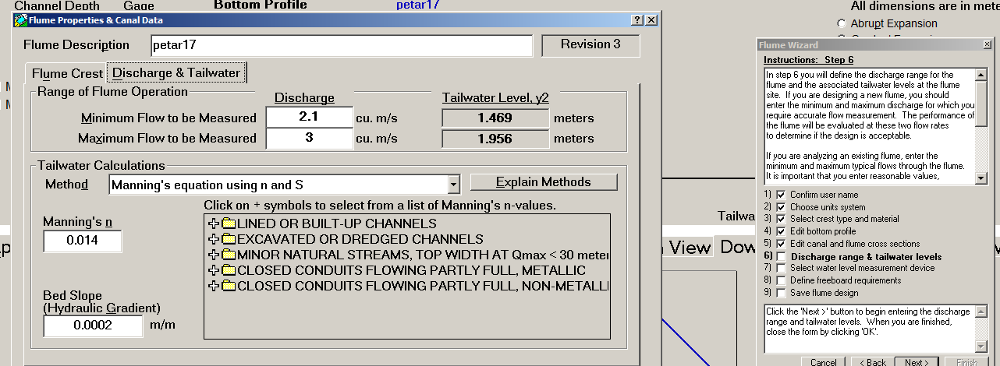 Channel Depth Gage Bottom Profile petar17 All dimensions are in mete
Abrupt Expansion
Flume Properties & Canal Data
Flume Description petar17 Revision 3
Flume Crest Discharge & Tailwater
Range of Flume Operation Discharge Tailwater Level, y2
Minimum Flow to be Measured 2.1 cu. m/s 1.469 meters
Maximum Flow to be Measured 3 cu. m/s 1.956 meters
Tailwater Calculations
Method Manning's equation using n and S Explain Methods
Click on + symbols to select from a list of Manning's n-values.
Manning's n
0.014
LINED OR BUILT-UP CHANNELS
EXCAVATED OR DREDGED CHANNELS
MINOR NATURAL STREAMS, TOP WIDTH AT Qmax < 30 meter
CLOSED CONDUITS FLOWING PARTLY FULL, METALLIC
CLOSED CONDUITS FLOWING PARTLY FULL, NON-METALLI
Bed Slope
(Hydraulic Gradient)
0.0002 m/m
Tailwa
View Dow
Flume Wizard
Instructions: Step 6
In step 6 you will define the discharge range for the
flume and the associated tailwater levels at the flume
site. If you are designing a new flume, you should
enter the minimum and maximum discharge for which you
require accurate flow measurement. The performance of
the flume will be evaluated at these two flow rates
to determine if the design is acceptable.
If you are analyzing an existing flume, enter the
minimum and maximum typical flows through the flume.
It is important that you enter reasonable values,
1) Confirm user name
2) Choose units system
3) Select crest type and material
4) Edit bottom profile
5) Edit canal and flume cross sections
6) Discharge range & tailwater levels
7) Select water level measurement device
8) Define freeboard requirements
9) Save flume design
Click the 'Next >' button to begin entering the discharge
range and tailwater levels. When you are finished,
close the form by clicking 'OK'.
Cancel < Back Next > Finish